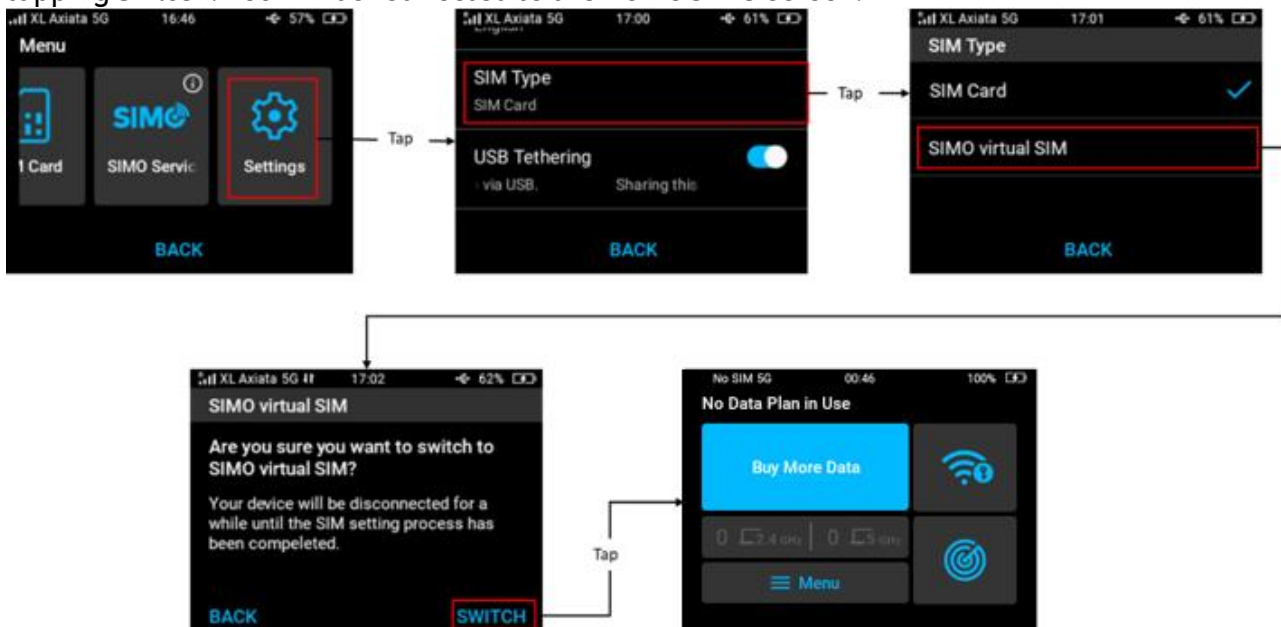 XL Axiata 5G 16:46 57%
Menu
SIMO
1 Card SIMO Servic Settings
BACK
Tap
XL Axiata 5G 17:00 61%
English
SIM Type
SIM Card
USB Tethering
via USB. Sharing this
BACK
Tap
XL Axiata 5G 17:01 61%
SIM Type
SIM Card
SIMO virtual SIM
BACK
XL Axiata 5G 17:02 62%
SIMO virtual SIM
Are you sure you want to switch to
SIMO virtual SIM?
Your device will be disconnected for a
while until the SIM setting process has
been compeleted.
BACK SWITCH
Tap
No SIM 5G 00:46 100%
No Data Plan in Use
Buy More Data
0 2.4 GHz 0 5 GHz
Menu